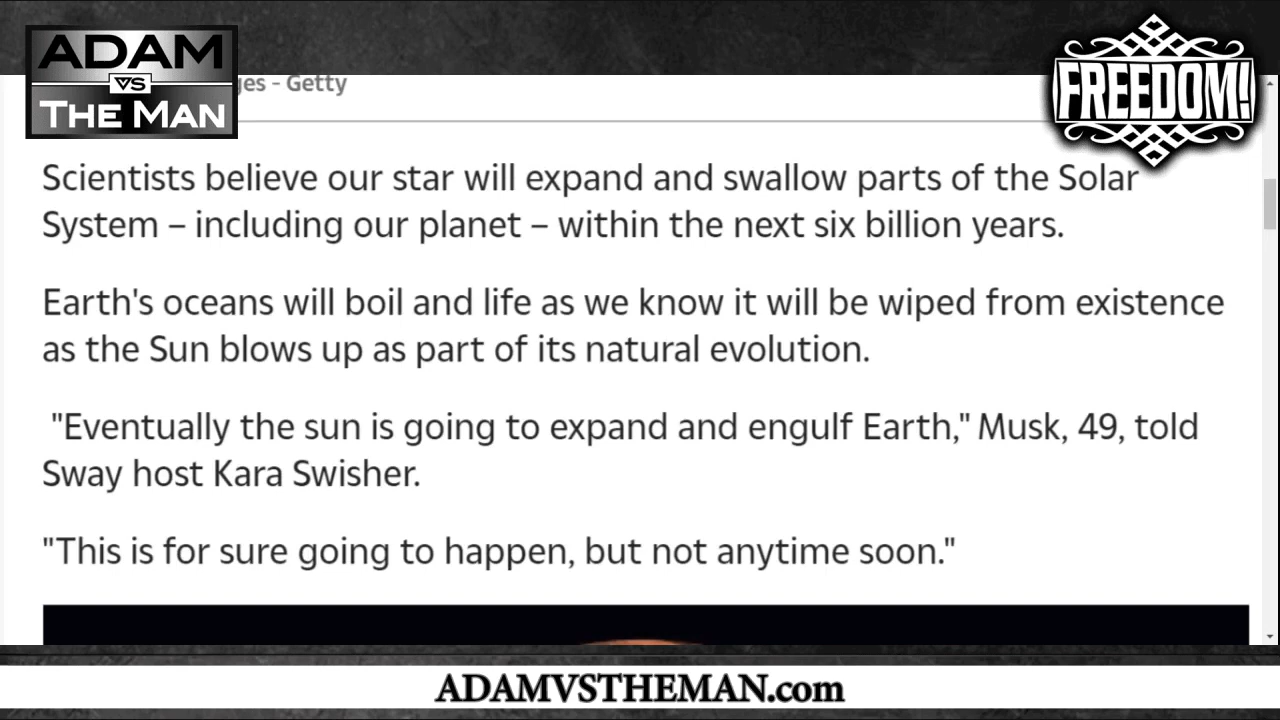 ADAM
VS
THE MAN
ges - Getty
FREEDOM!
Scientists believe our star will expand and swallow parts of the Solar
System – including our planet – within the next six billion years.
Earth's oceans will boil and life as we know it will be wiped from existence
as the Sun blows up as part of its natural evolution.
"Eventually the sun is going to expand and engulf Earth," Musk, 49, told
Sway host Kara Swisher.
"This is for sure going to happen, but not anytime soon."
ADAMVSTHEMAN.com